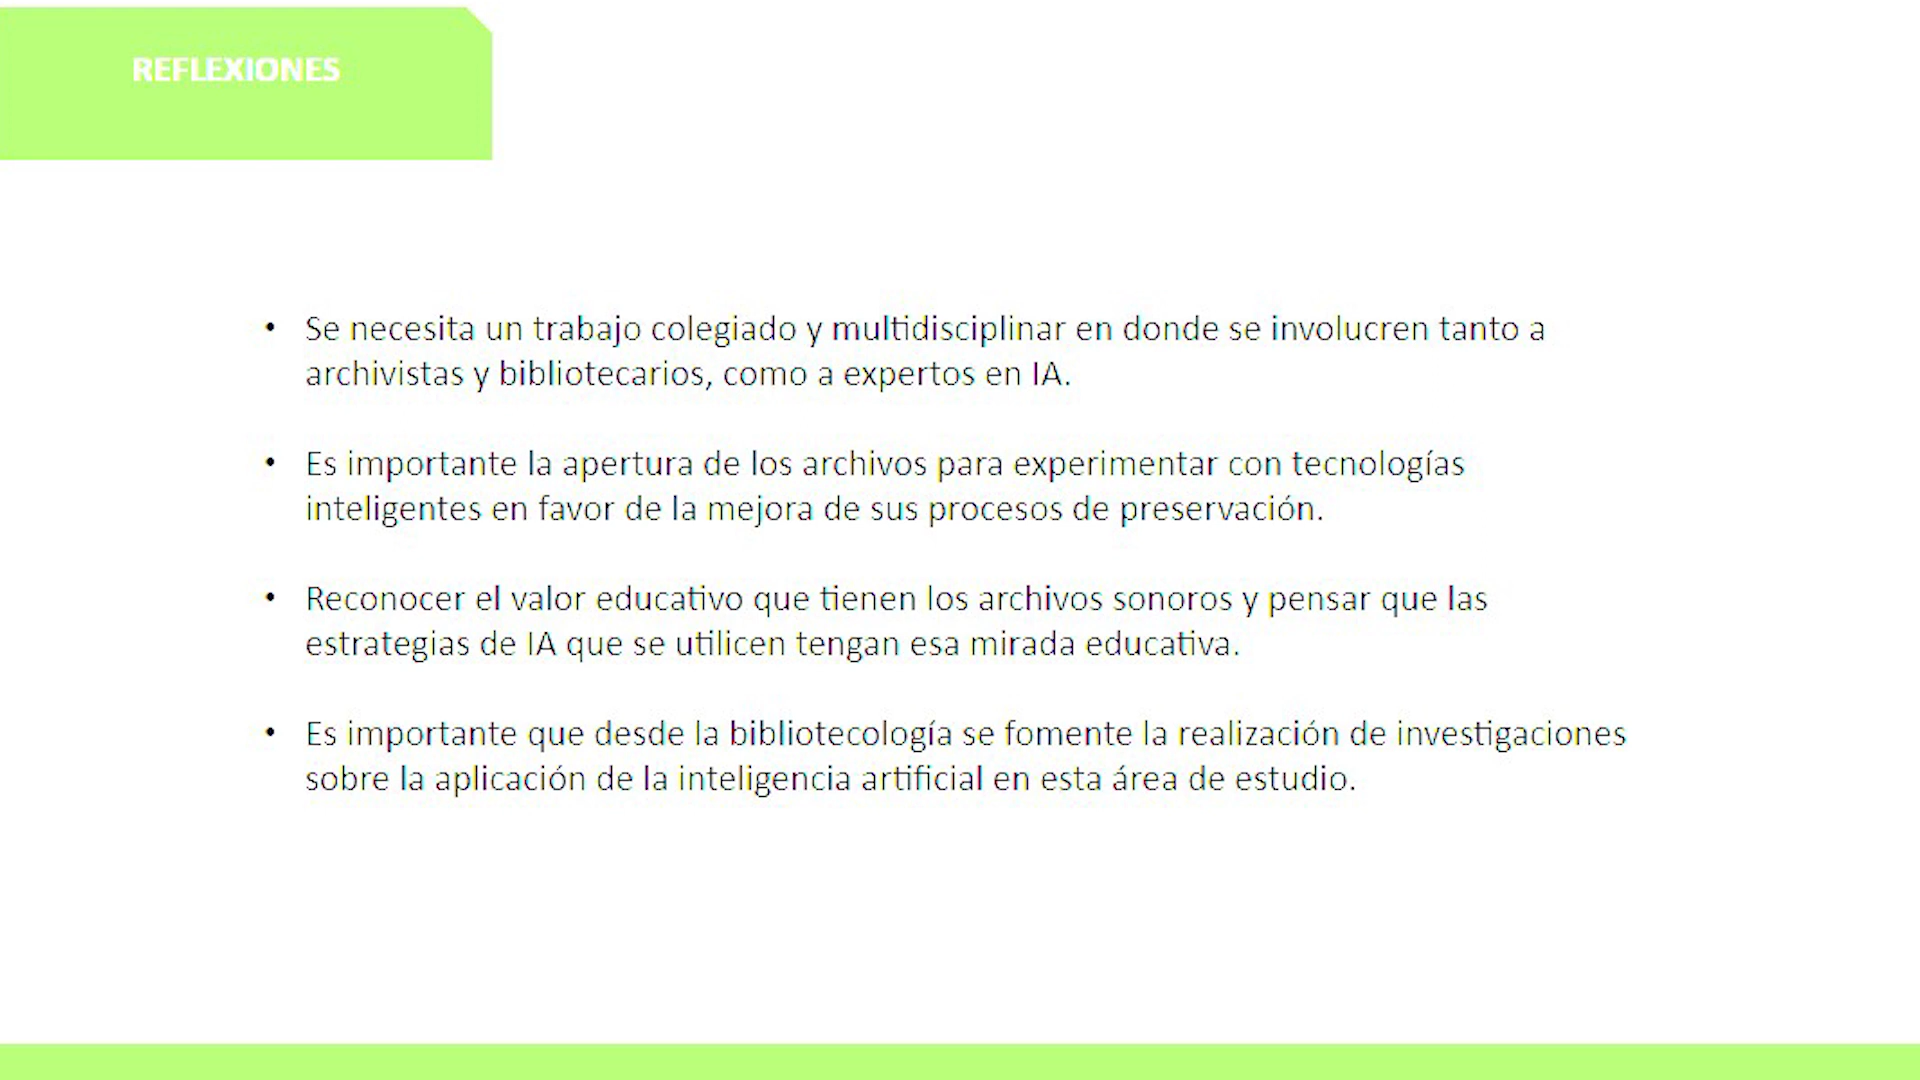 REFLEXIONES
• Se necesita un trabajo colegiado y multidisciplinar en donde se involucren tanto a
archivistas y bibliotecarios, como a expertos en IA.
• Es importante la apertura de los archivos para experimentar con tecnologías
inteligentes en favor de la mejora de sus procesos de preservación.
• Reconocer el valor educativo que tienen los archivos sonoros y pensar que las
estrategias de IA que se utilicen tengan esa mirada educativa.
• Es importante que desde la bibliotecología se fomente la realización de investigaciones
sobre la aplicación de la inteligencia artificial en esta área de estudio.